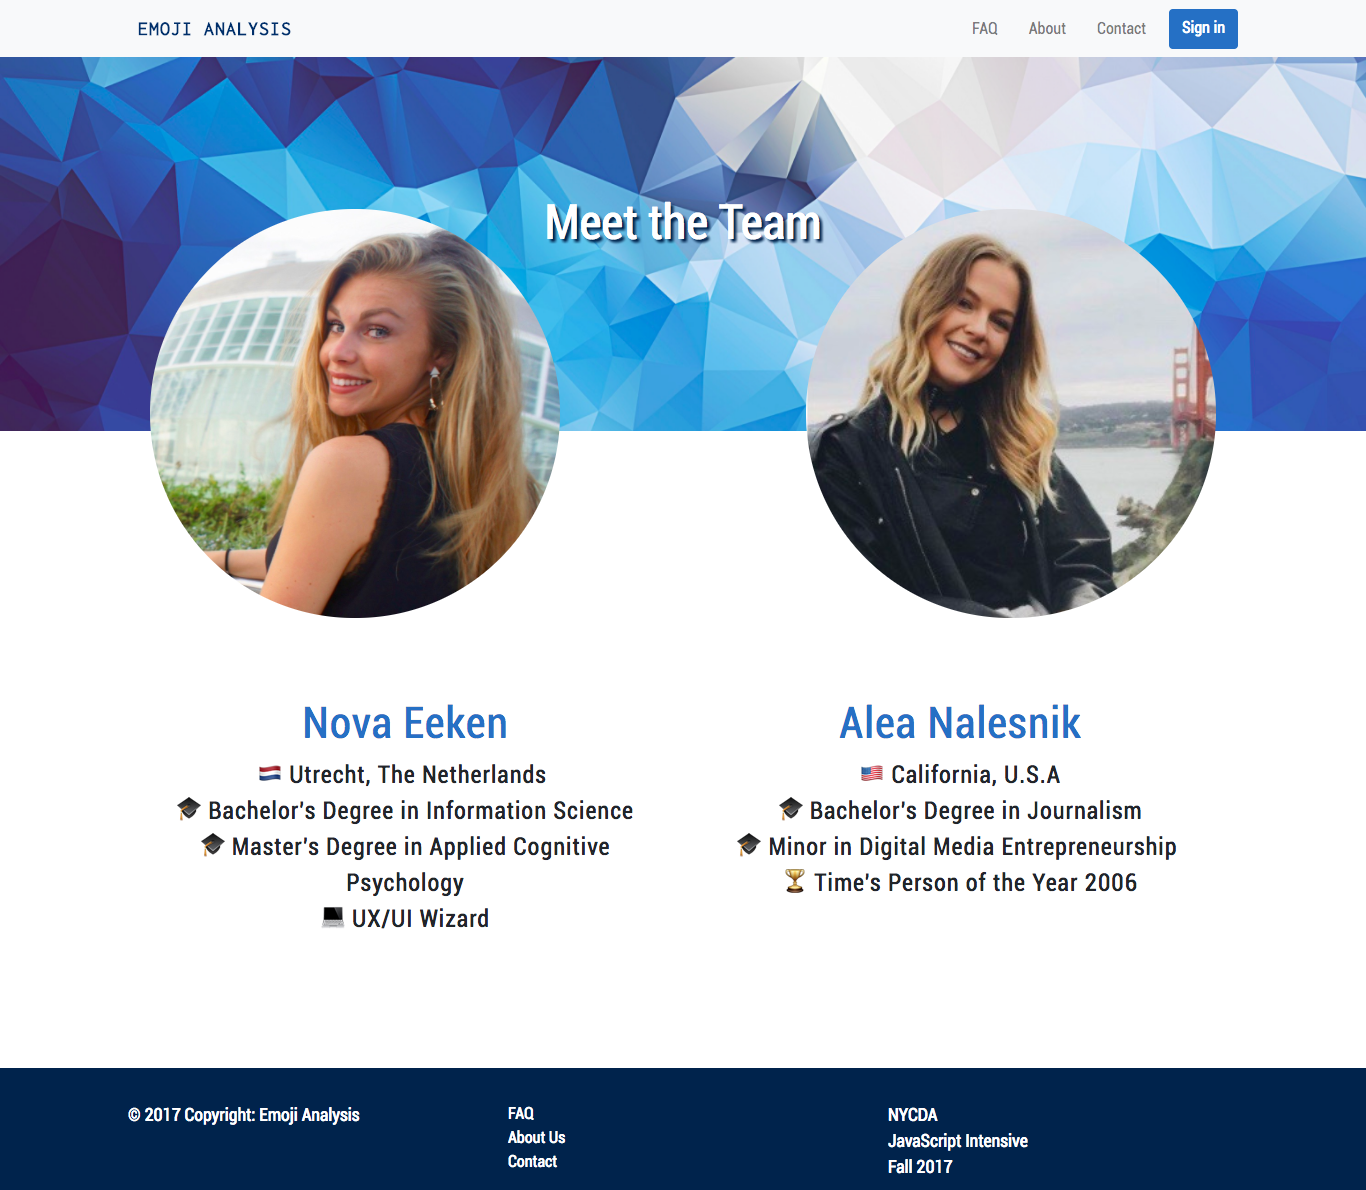 EMOJI ANALYSIS
FAQ
About
Contact
Sign in
Meet the Team
Nova Eeken
🇳🇱 Utrecht, The Netherlands
🎓 Bachelor's Degree in Information Science
🎓 Master's Degree in Applied Cognitive
Psychology
💻 UX/UI Wizard
Alea Nalesnik
🇺🇸 California, U.S.A
🎓 Bachelor's Degree in Journalism
🎓 Minor in Digital Media Entrepreneurship
🏆 Time's Person of the Year 2006
© 2017 Copyright: Emoji Analysis
FAQ
About Us
Contact
NYCDA
JavaScript Intensive
Fall 2017